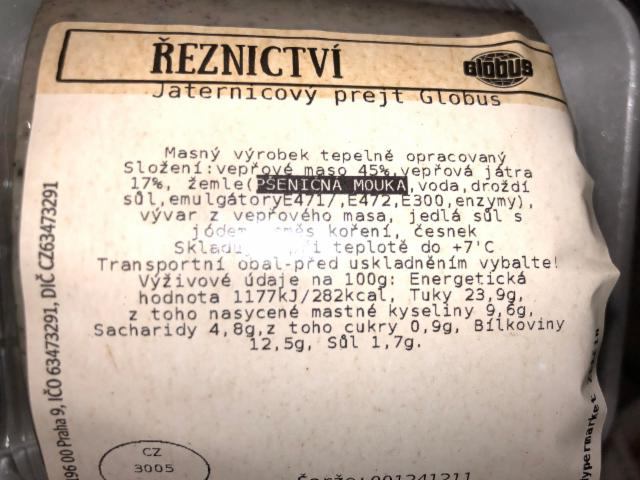 ŘEZNICTVÍ
Globus
Jaternicový prejt Globus
Masný výrobek tepelně opracovaný
Složení:vepřové maso 45%,vepřová játra
17%, žemle(PŠENIČNÁ MOUKA,voda,droždí
sůl,emulgátoryE471/,E472,E300,enzymy),
vývar z vepřového masa, jedlá sůl s
jódem, směs koření, česnek
při teplotě do +7'C
Transportní obal-před uskladněním vybalte!
Výživové údaje na 100g: Energetická
hodnota 1177kJ/282kcal, Tuky 23,9g,
z toho nasycené mastné kyseliny 9,6g,
Sacharidy 4,8g,z toho cukry 0,9g, Bílkoviny
12,5g, Sůl 1,7g.
CZ
3005
196 00 Praha 9, IČO 63473291, DIČ CZ63473291